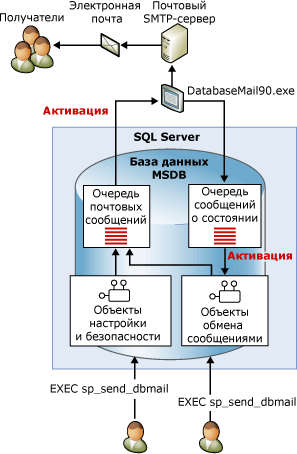 Получатели
Электронная
почта
Почтовый
SMTP-сервер
DatabaseMail90.exe
Активация
SQL Server
База данных
MSDB
Очередь
почтовых
сообщений
Очередь
сообщений
о состоянии
Активация
Объекты
настройки
и безопасности
Объекты
обмена
сообщениями
EXEC sp_send_dbmail
EXEC sp_send_dbmail